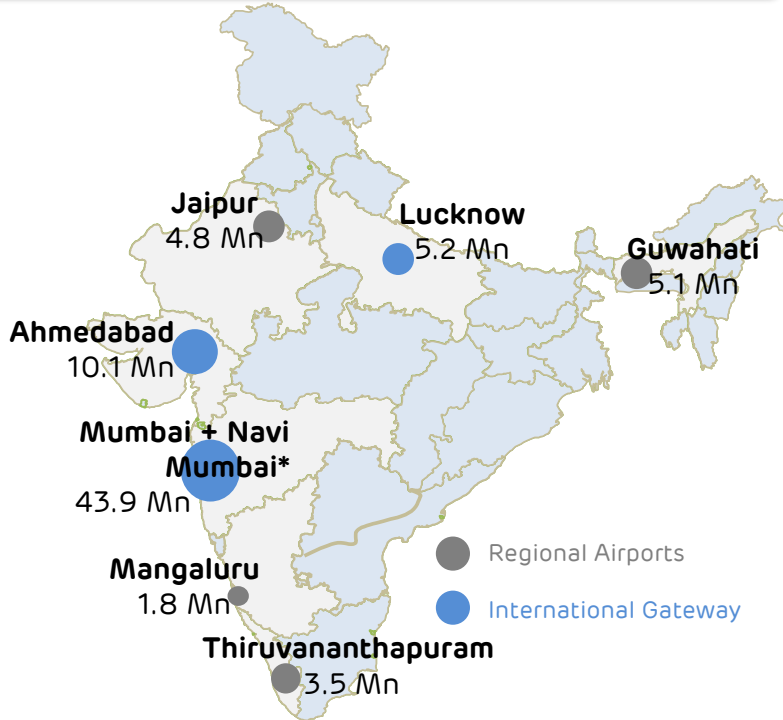 Jaipur
4.8 Mn
Lucknow
5.2 Mn
Guwahati
5.1 Mn
Ahmedabad
10.1 Mn
Mumbai + Navi
Mumbai*
43.9 Mn
Regional Airports
Mangaluru
1.8 Mn
International Gateway
Thiruvananthapuram
3.5 Mn